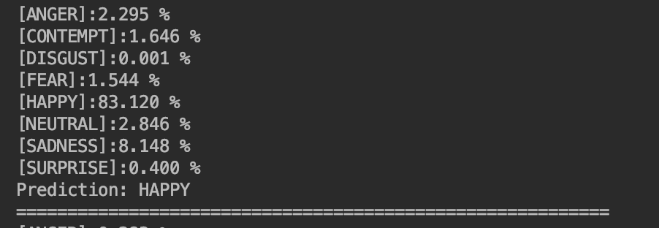 [ANGER]:2.295 %
[CONTEMPT]:1.646 %
[DISGUST]:0.001 %
[FEAR]:1.544 %
[HAPPY]:83.120 %
[NEUTRAL]:2.846 %
[SADNESS]:8.148 %
[SURPRISE]:0.400 %
Prediction: HAPPY
==========================================================